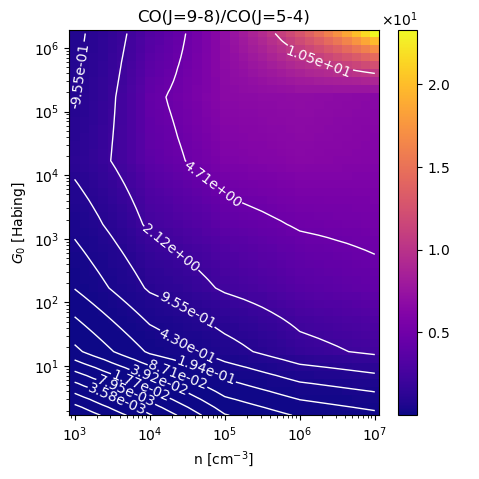 CO(J=9-8)/CO(J=5-4)
×10¹
10⁶
10⁵
10⁴
10³
10²
10¹
G₀ [Habing]
9.55e-01
1.05e+01
4.71e+00
2.12e+00
9.55e-01
4.30e-01
1.94e-01
8.71e-02
3.92e-02
1.77e-02
7.95e-03
3.58e-03
2.0
1.5
1.0
0.5
10³
10⁴
10⁵
10⁶
10⁷
n [cm⁻³]